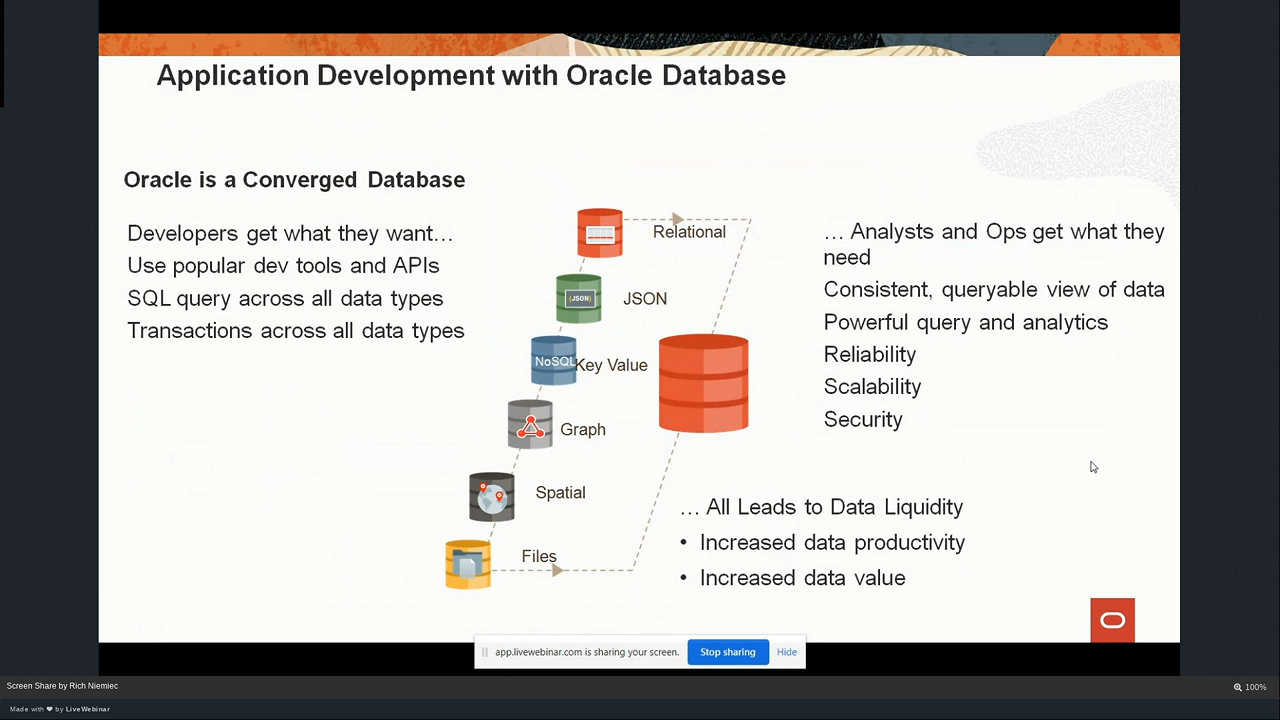 Application Development with Oracle Database
Oracle is a Converged Database
Developers get what they want…
Use popular dev tools and APIs
SQL query across all data types
Transactions across all data types
Relational
{JSON}
JSON
NoSQL
Key Value
Graph
Spatial
Files
… Analysts and Ops get what they
need
Consistent, queryable view of data
Powerful query and analytics
Reliability
Scalability
Security
… All Leads to Data Liquidity
• Increased data productivity
• Increased data value
app.livewebinar.com is sharing your screen.
Stop sharing
Hide
Screen Share by Rich Niemiec
100%
Made with ❤ by LiveWebinar